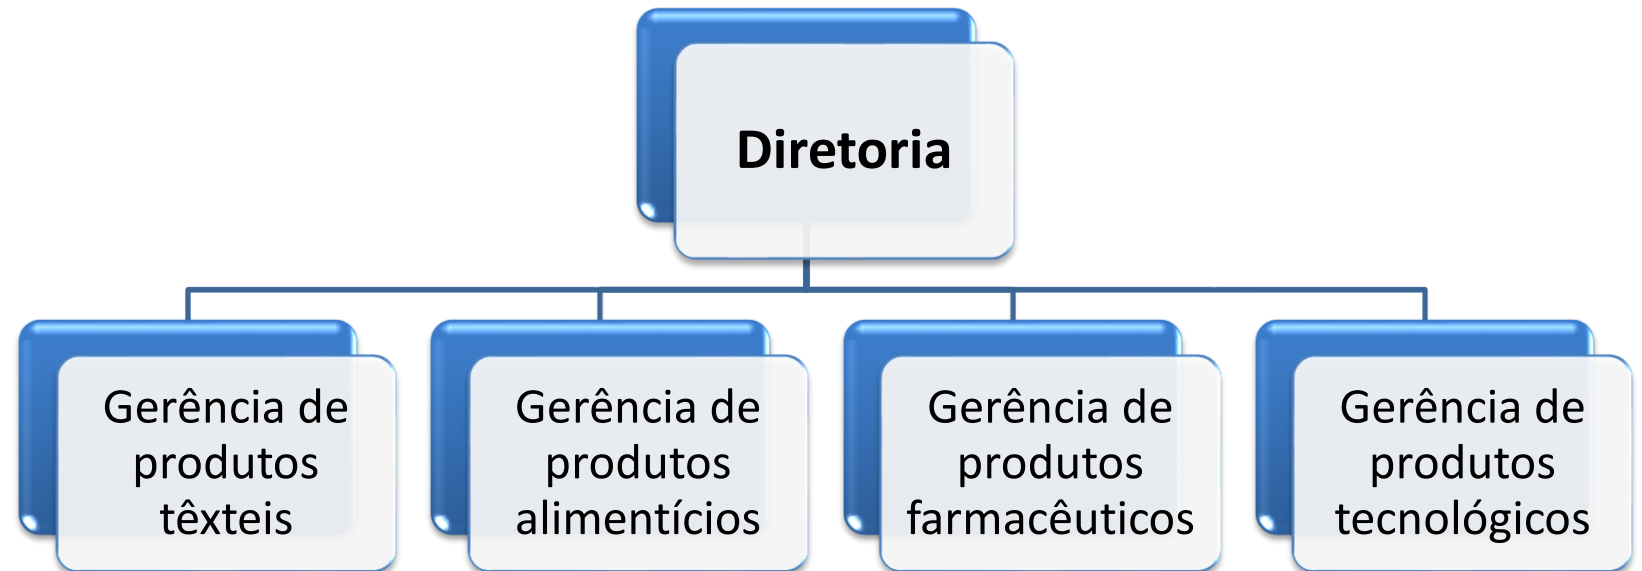 Diretoria
Gerência de
produtos
têxteis
Gerência de
produtos
alimentícios
Gerência de
produtos
farmacêuticos
Gerência de
produtos
tecnológicos